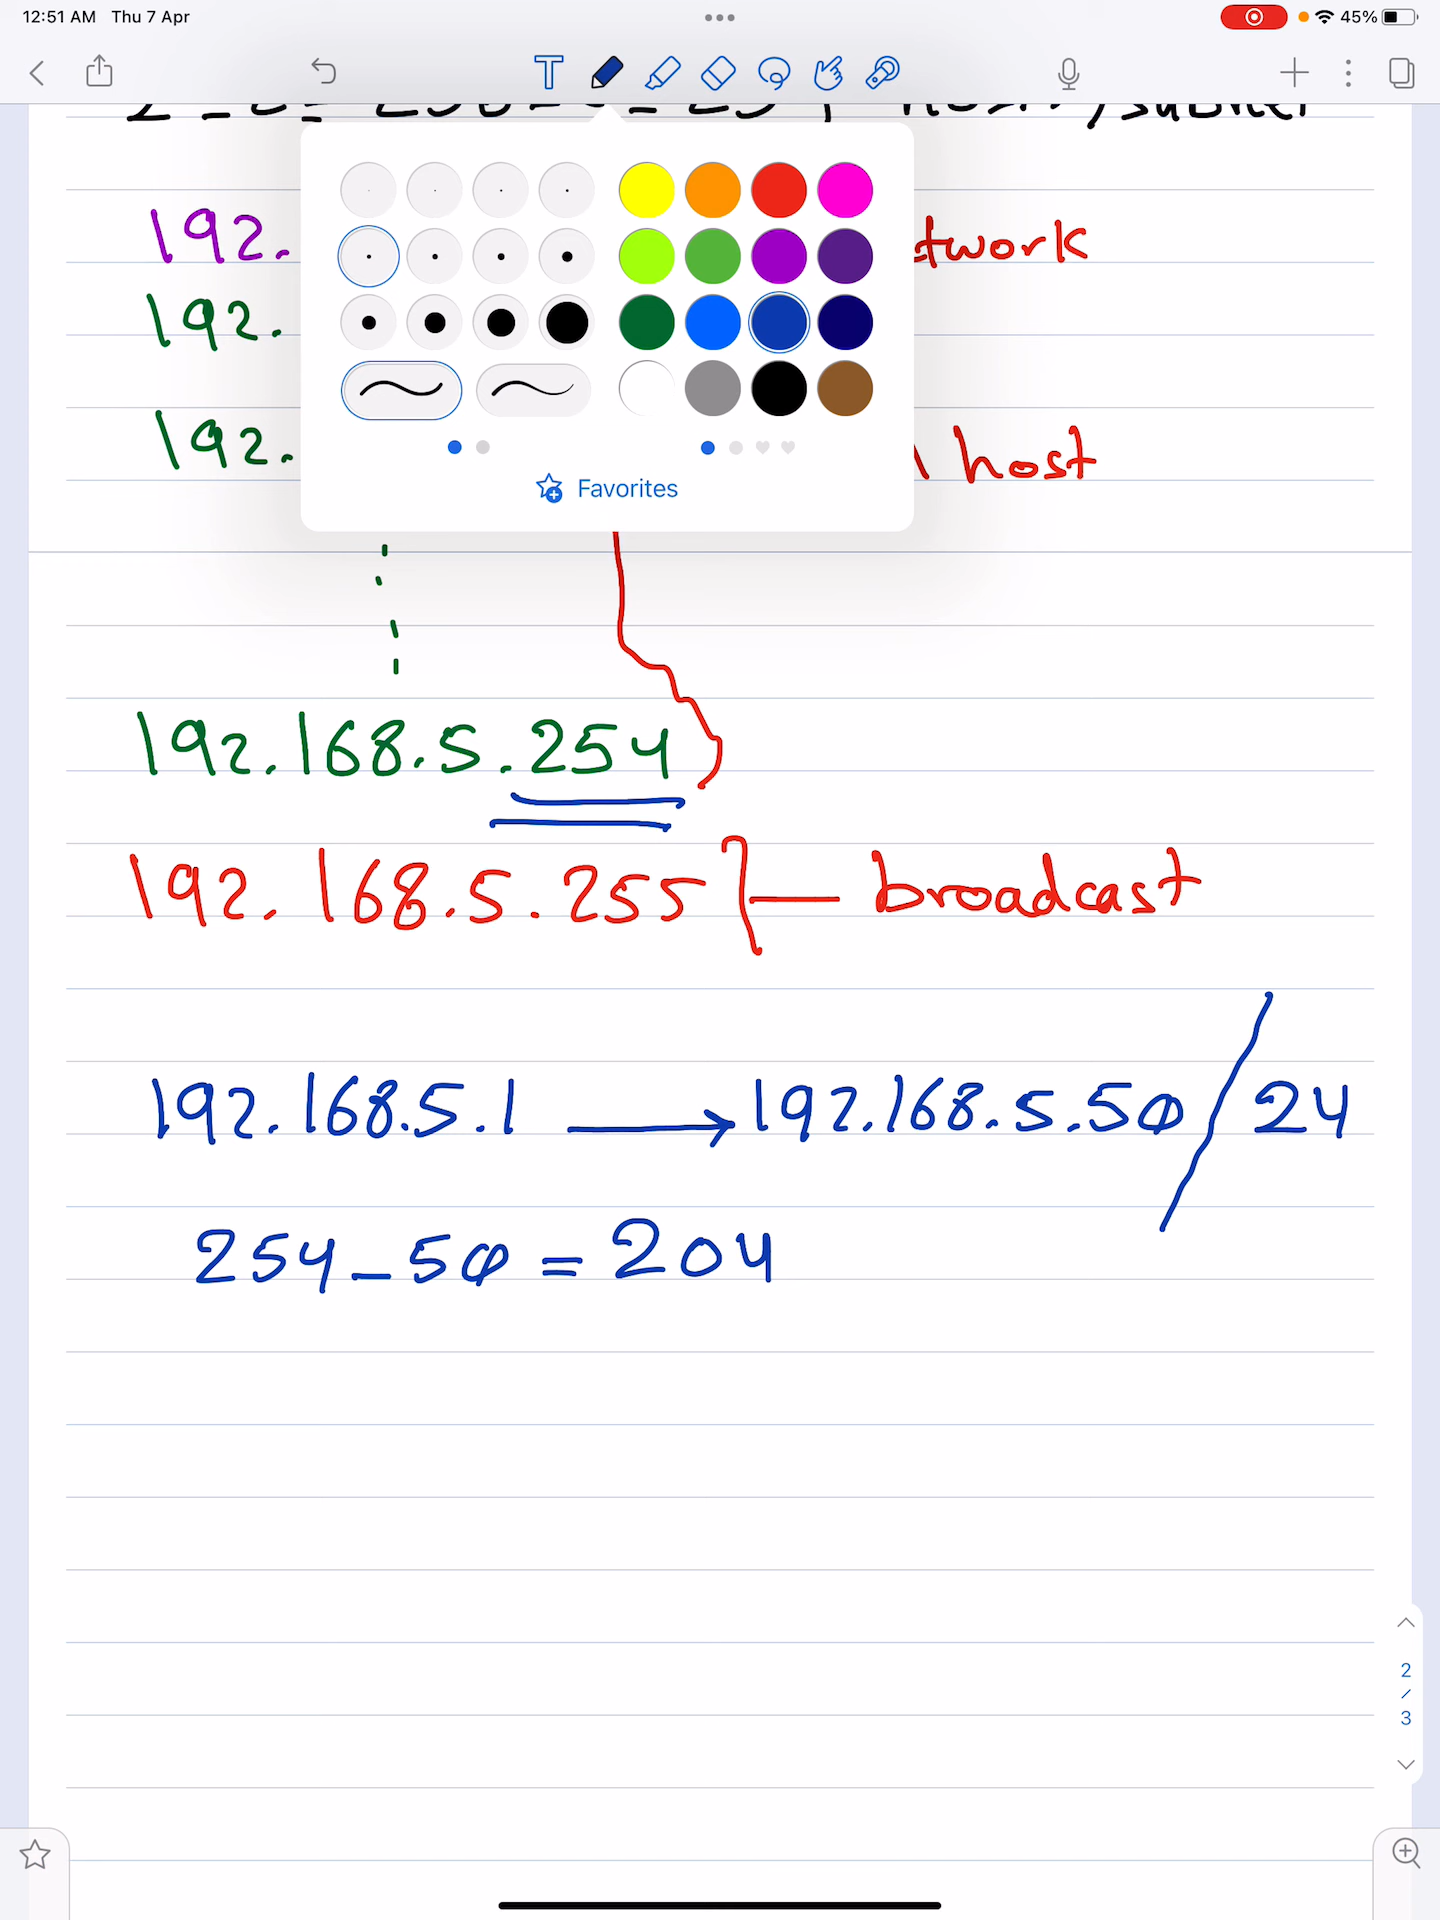 12:51 AM Thu 7 Apr
45%
T
192.
twork
192.
192.
host
Favorites
192.168.5.254
192.168.5.255 } — broadcast
192.168.5.1 → 192.168.5.50 / 24
254 - 50 = 204
2
/
3